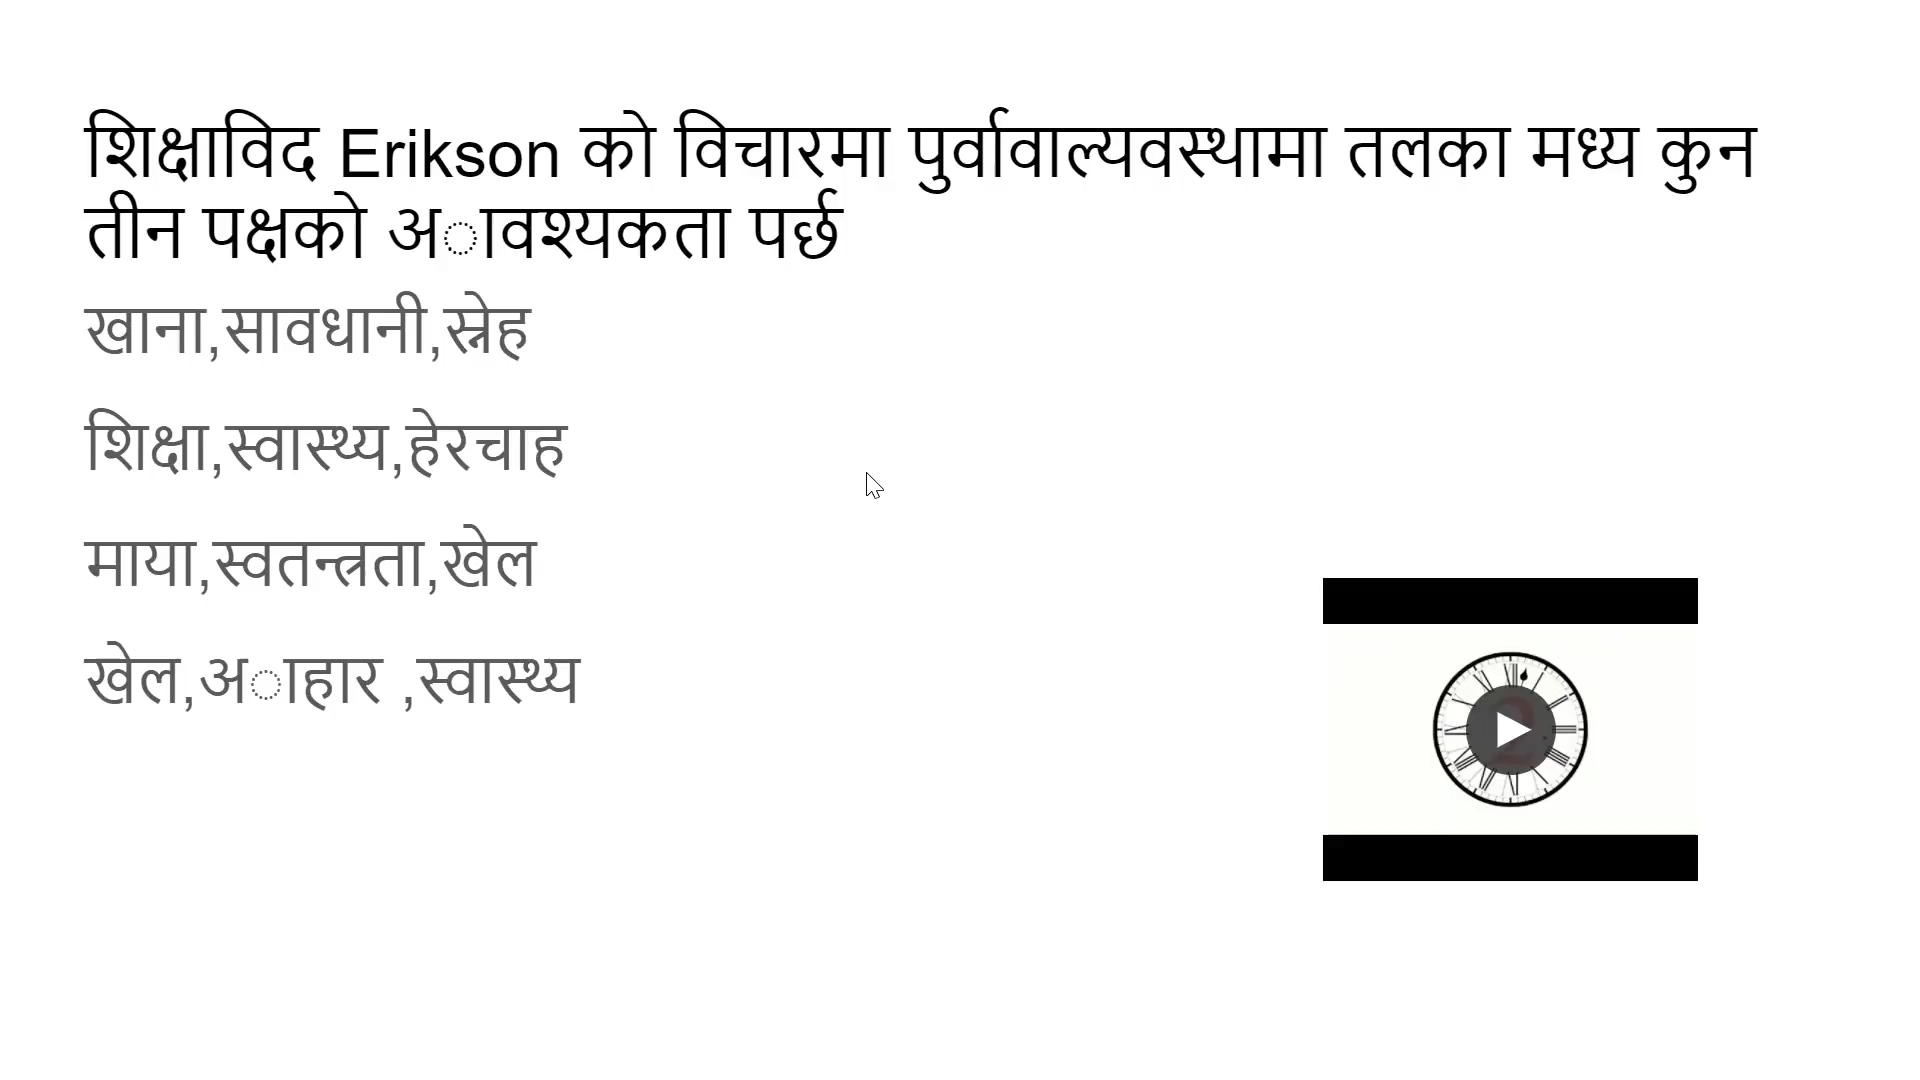 शिक्षाविद Erikson को विचारमा पुर्वावाल्यवस्थामा तलका मध्य कुन
तीन पक्षको अावश्यकता पर्छ
खाना,सावधानी,स्नेह
शिक्षा,स्वास्थ्य,हेरचाह
माया,स्वतन्त्रता,खेल
खेल,अाहार ,स्वास्थ्य